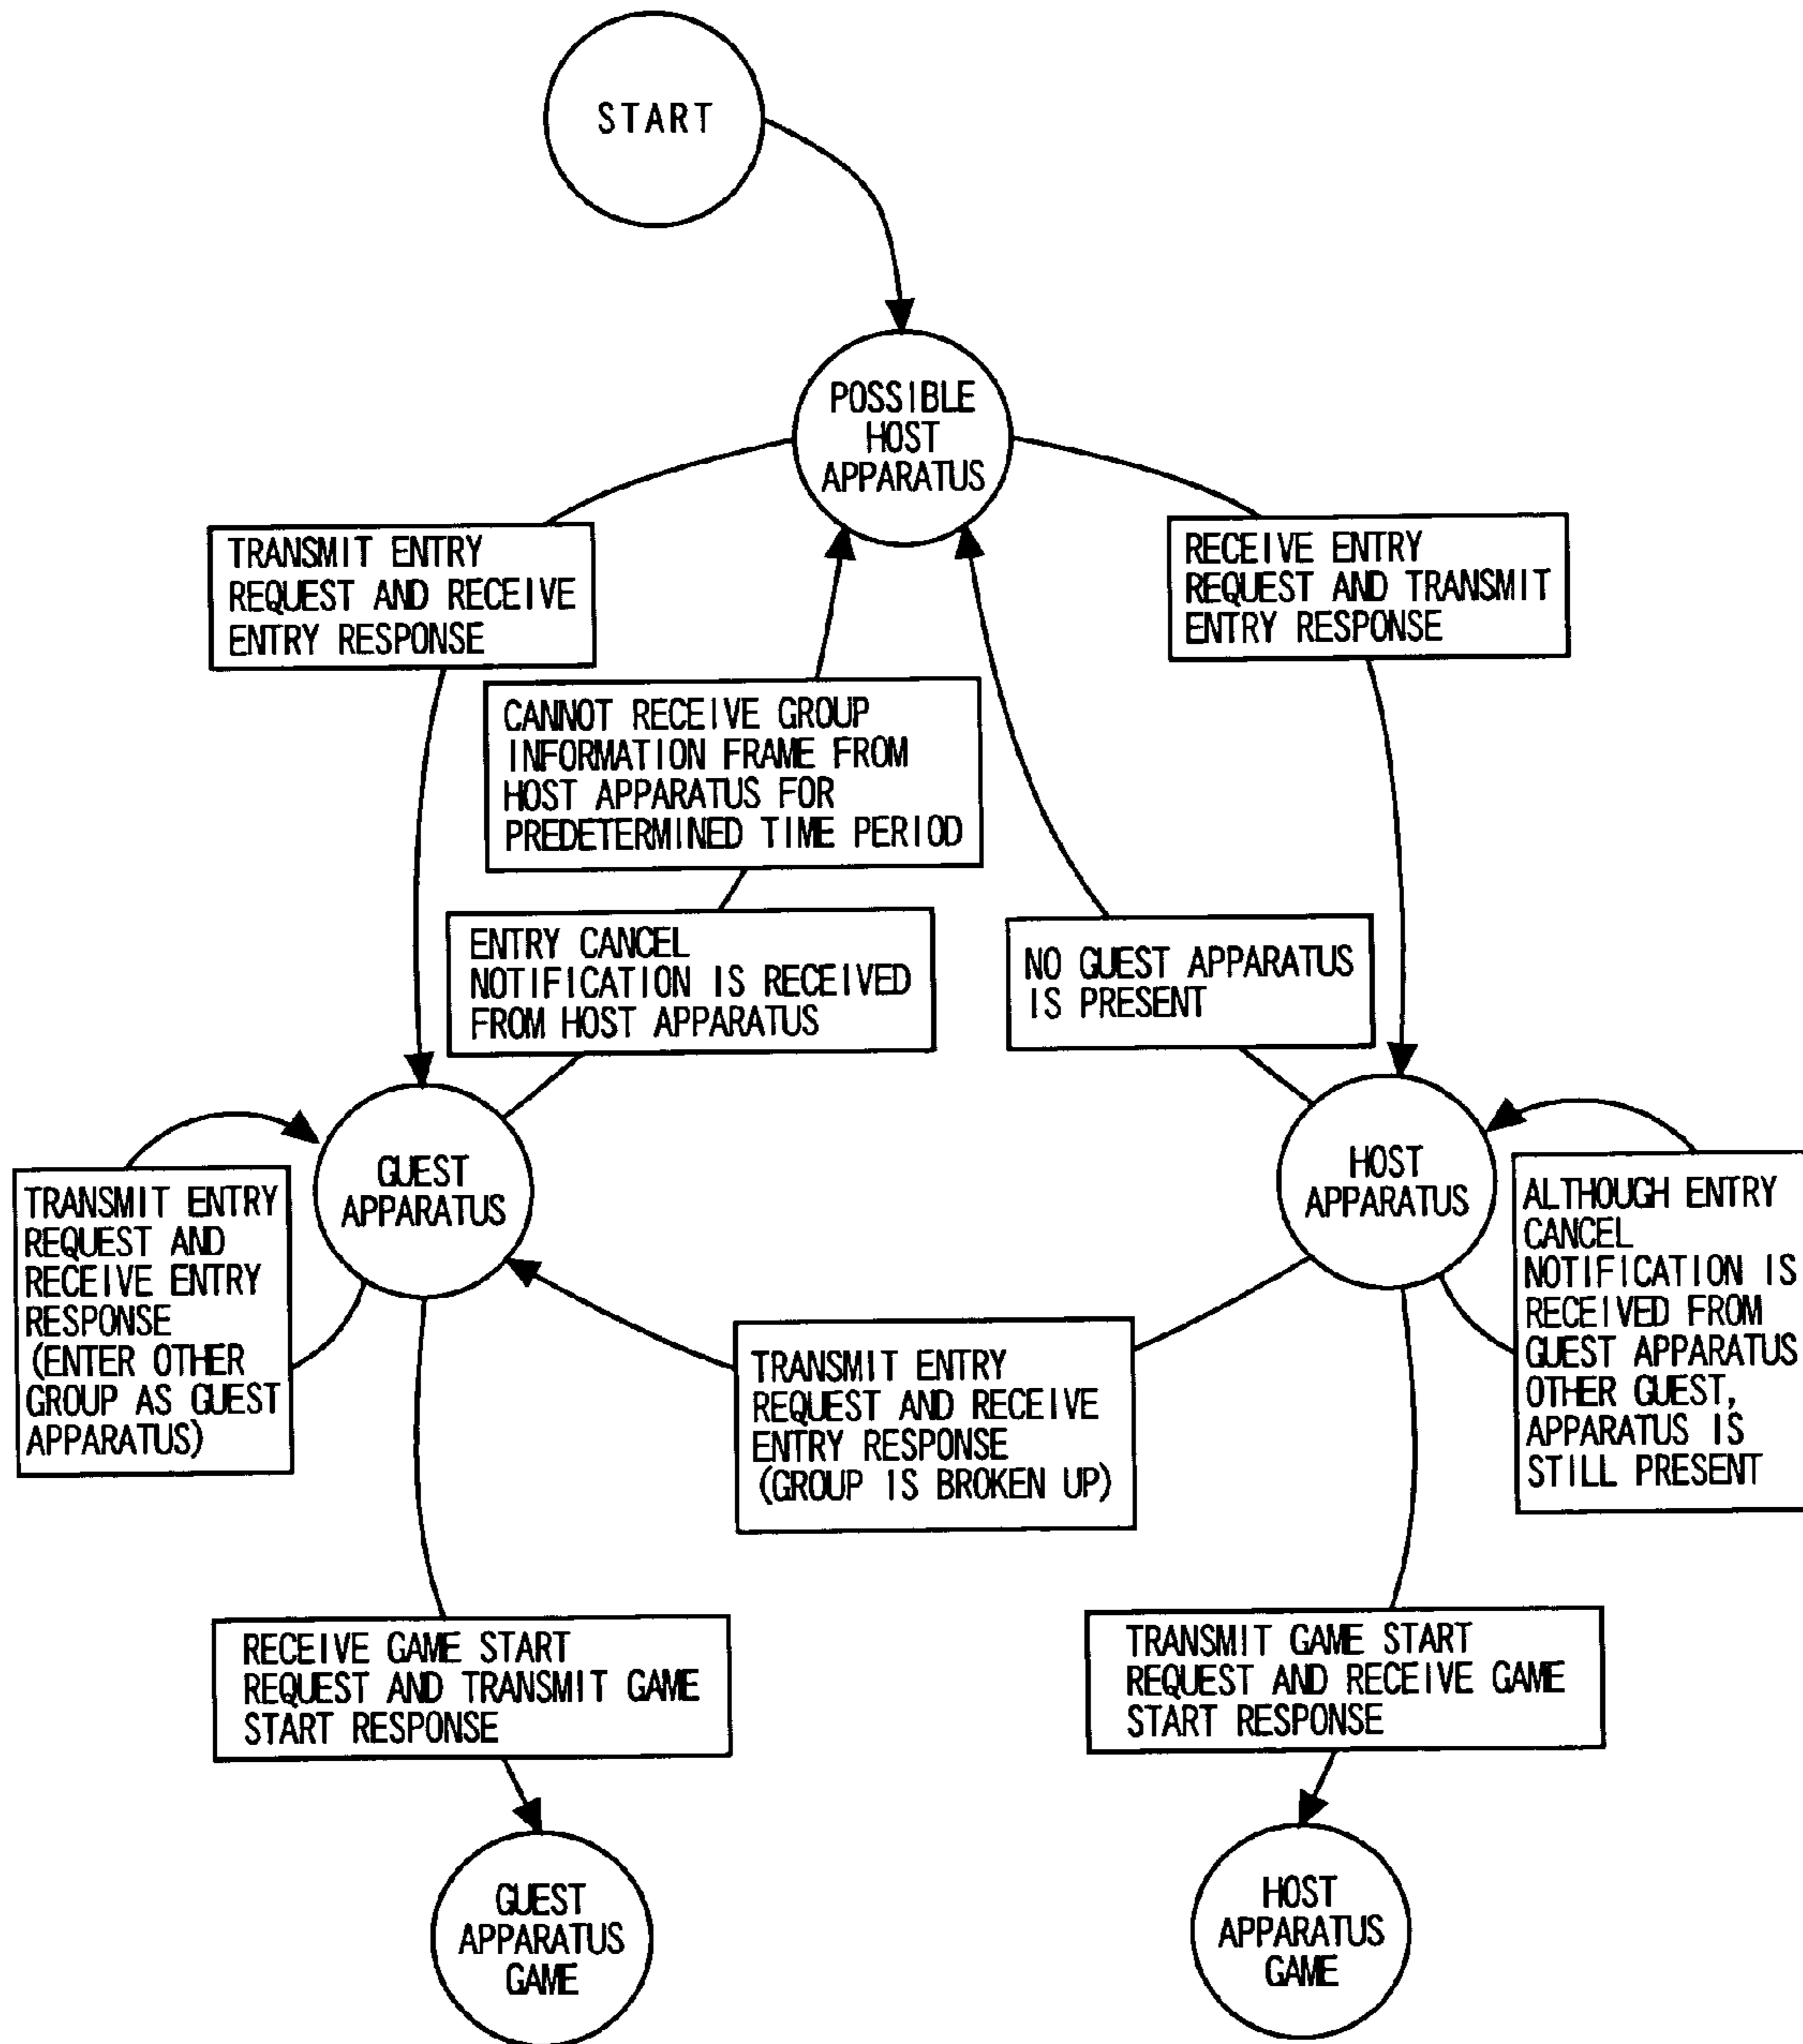 START
POSSIBLE
HOST
APPARATUS
TRANSMIT ENTRY
REQUEST AND RECEIVE
ENTRY RESPONSE
RECEIVE ENTRY
REQUEST AND TRANSMIT
ENTRY RESPONSE
CANNOT RECEIVE GROUP
INFORMATION FRAME FROM
HOST APPARATUS FOR
PREDETERMINED TIME PERIOD
ENTRY CANCEL
NOTIFICATION IS RECEIVED
FROM HOST APPARATUS
NO GUEST APPARATUS
IS PRESENT
GUEST
APPARATUS
HOST
APPARATUS
TRANSMIT ENTRY
REQUEST AND
RECEIVE ENTRY
RESPONSE
(ENTER OTHER
GROUP AS GUEST
APPARATUS)
ALTHOUGH ENTRY
CANCEL
NOTIFICATION IS
RECEIVED FROM
GUEST APPARATUS
OTHER GUEST,
APPARATUS IS
STILL PRESENT
TRANSMIT ENTRY
REQUEST AND RECEIVE
ENTRY RESPONSE
(GROUP IS BROKEN UP)
RECEIVE GAME START
REQUEST AND TRANSMIT GAME
START RESPONSE
TRANSMIT GAME START
REQUEST AND RECEIVE GAME
START RESPONSE
GUEST
APPARATUS
GAME
HOST
APPARATUS
GAME